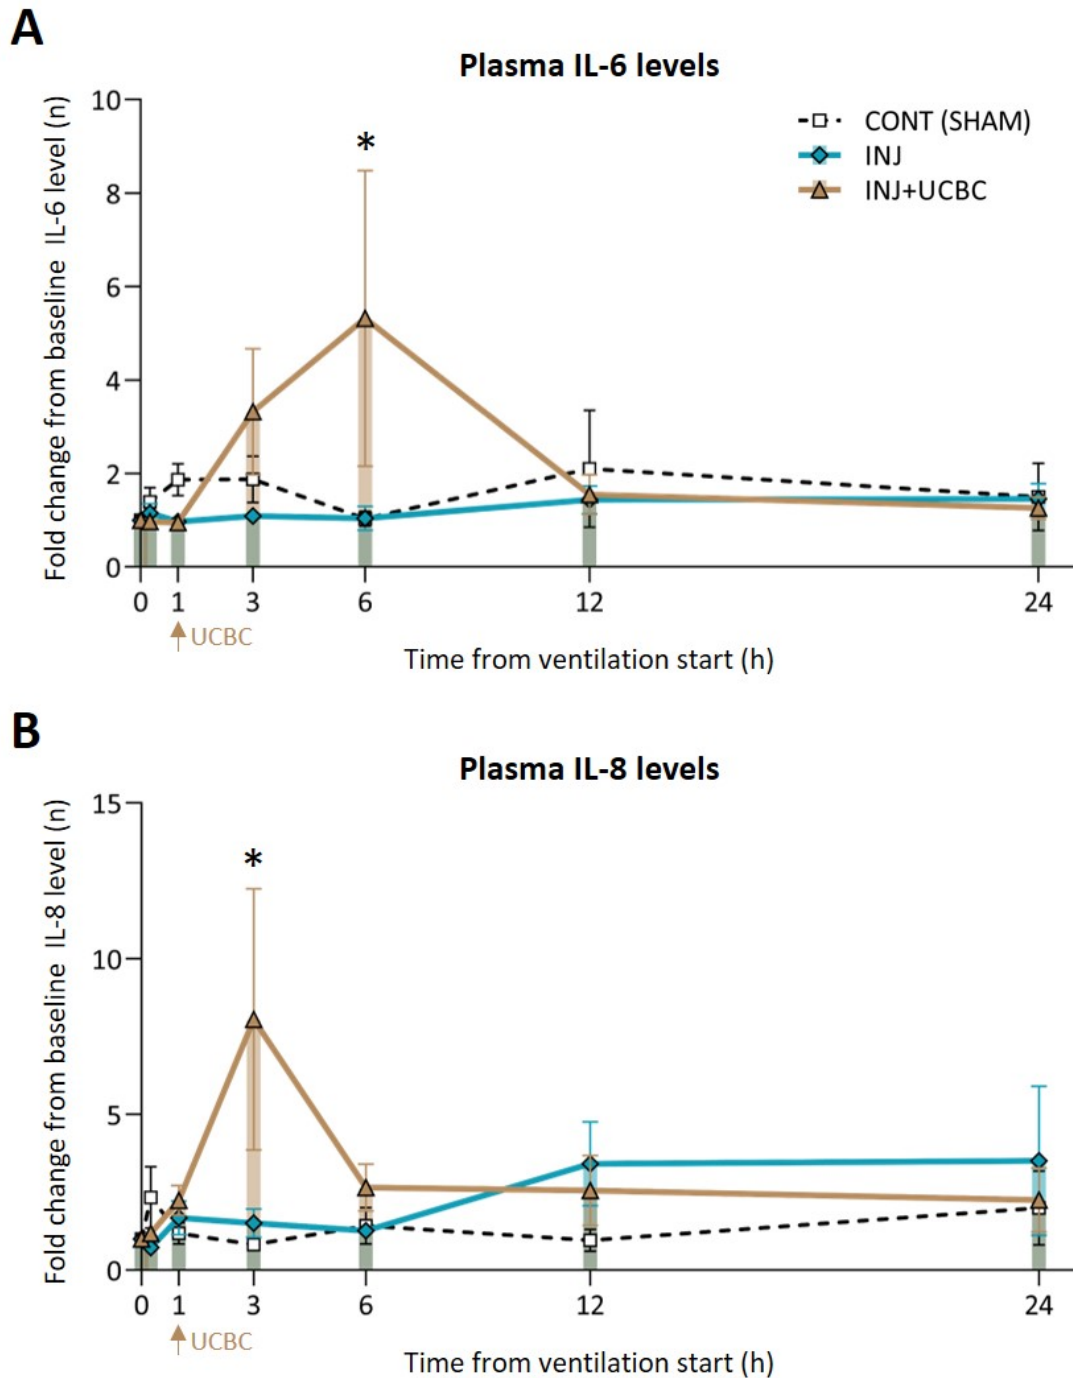 A
Plasma IL-6 levels
Fold change from baseline IL-6 level (n)
10
8
6
4
2
0
*
CONT (SHAM)
INJ
INJ+UCBC
0 1 3 6 12 24
UCBC
Time from ventilation start (h)
B
Plasma IL-8 levels
Fold change from baseline IL-8 level (n)
15
10
5
0
*
0 1 3 6 12 24
UCBC
Time from ventilation start (h)